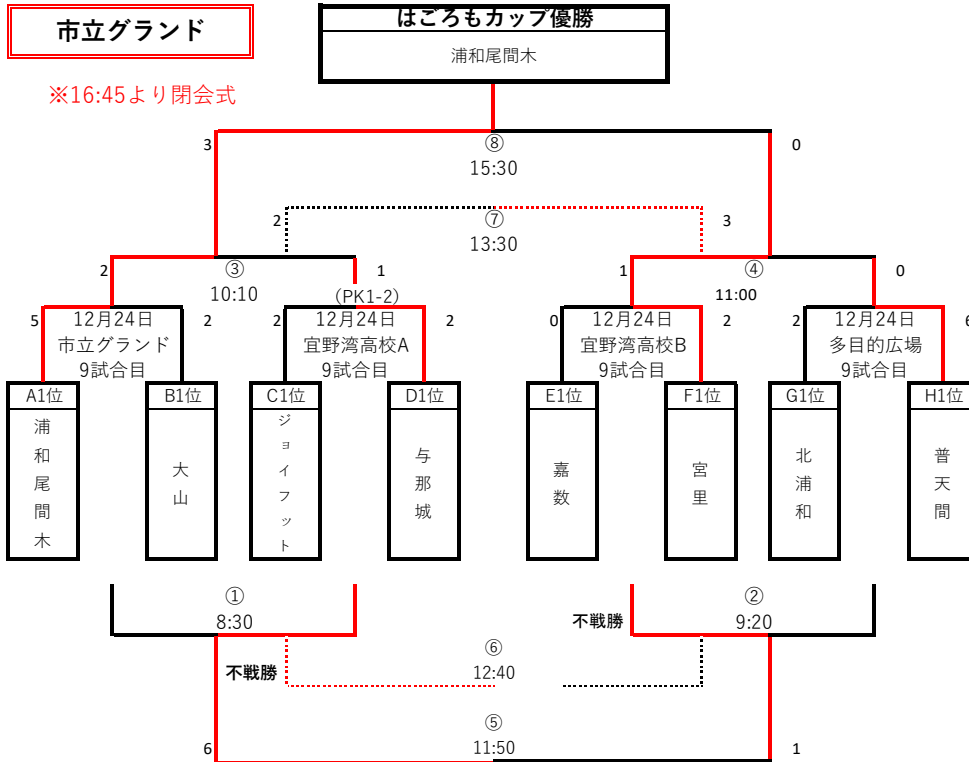 市立グランド
はごろもカップ優勝
浦和尾間木
※16:45より閉会式
3
⑧
0
15:30
2
⑦
3
13:30
2
③
1
1
④
0
10:10
(PK1-2)
11:00
5
12月24日
2
2
12月24日
2
0
12月24日
2
2
12月24日
6
市立グランド
宜野湾高校A
宜野湾高校B
多目的広場
9試合目
9試合目
9試合目
9試合目
A1位
B1位
C1位
D1位
E1位
F1位
G1位
H1位
浦和尾間木
大山
ジョイフット
与那城
嘉数
宮里
北浦和
普天間
①
②
8:30
不戦勝
9:20
⑥
不戦勝
12:40
⑤
6
11:50
1